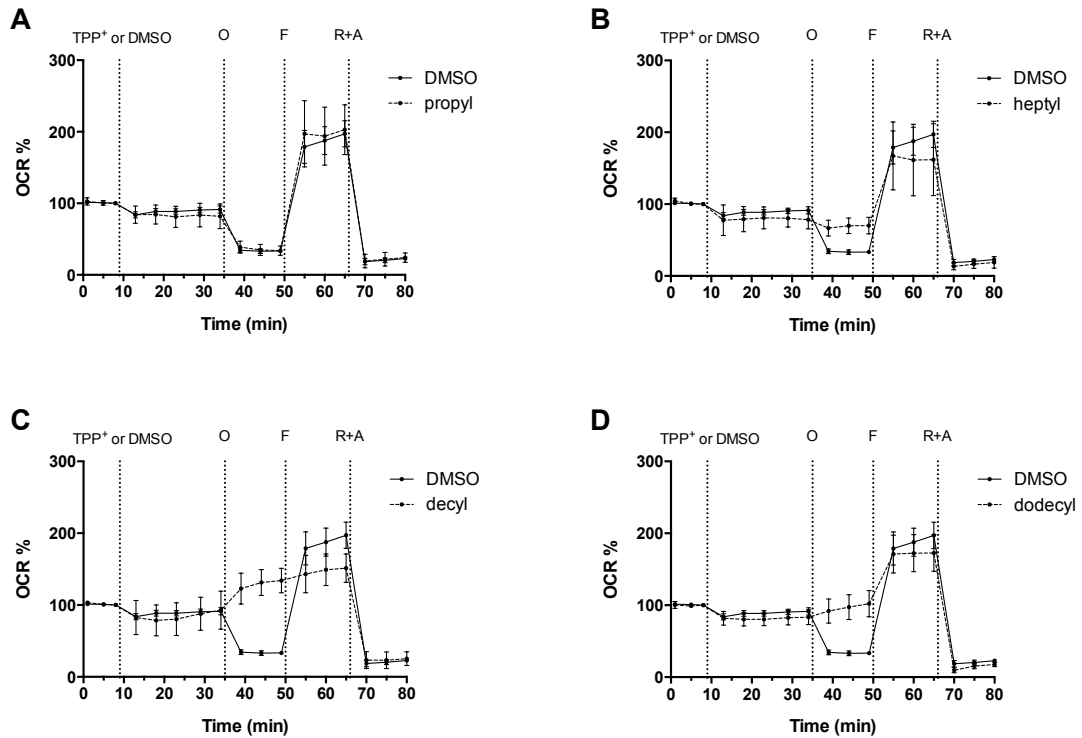 A
B
TPP+ or DMSO O F R+A
TPP+ or DMSO O F R+A
300
200
100
0
OCR %
DMSO
propyl
0 10 20 30 40 50 60 70 80
Time (min)
300
200
100
0
OCR %
DMSO
heptyl
0 10 20 30 40 50 60 70 80
Time (min)
C
D
TPP+ or DMSO O F R+A
TPP+ or DMSO O F R+A
300
200
100
0
OCR %
DMSO
decyl
0 10 20 30 40 50 60 70 80
Time (min)
300
200
100
0
OCR %
DMSO
dodecyl
0 10 20 30 40 50 60 70 80
Time (min)